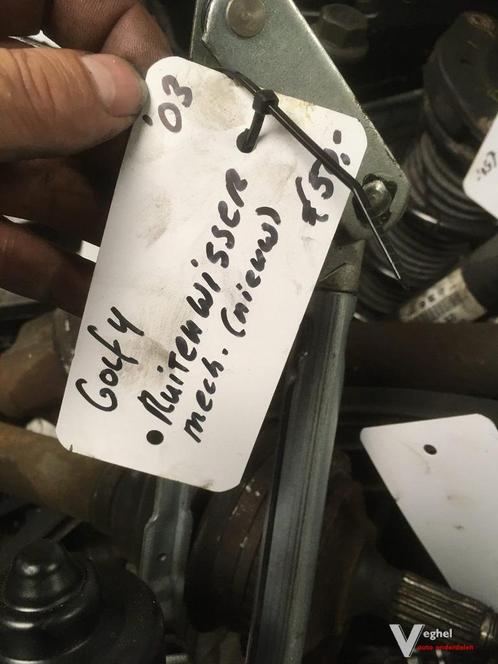 '03
Golf 4
Ruitenwisser
mech. (nieuw)
€50.-
Veghel
auto onderdelen